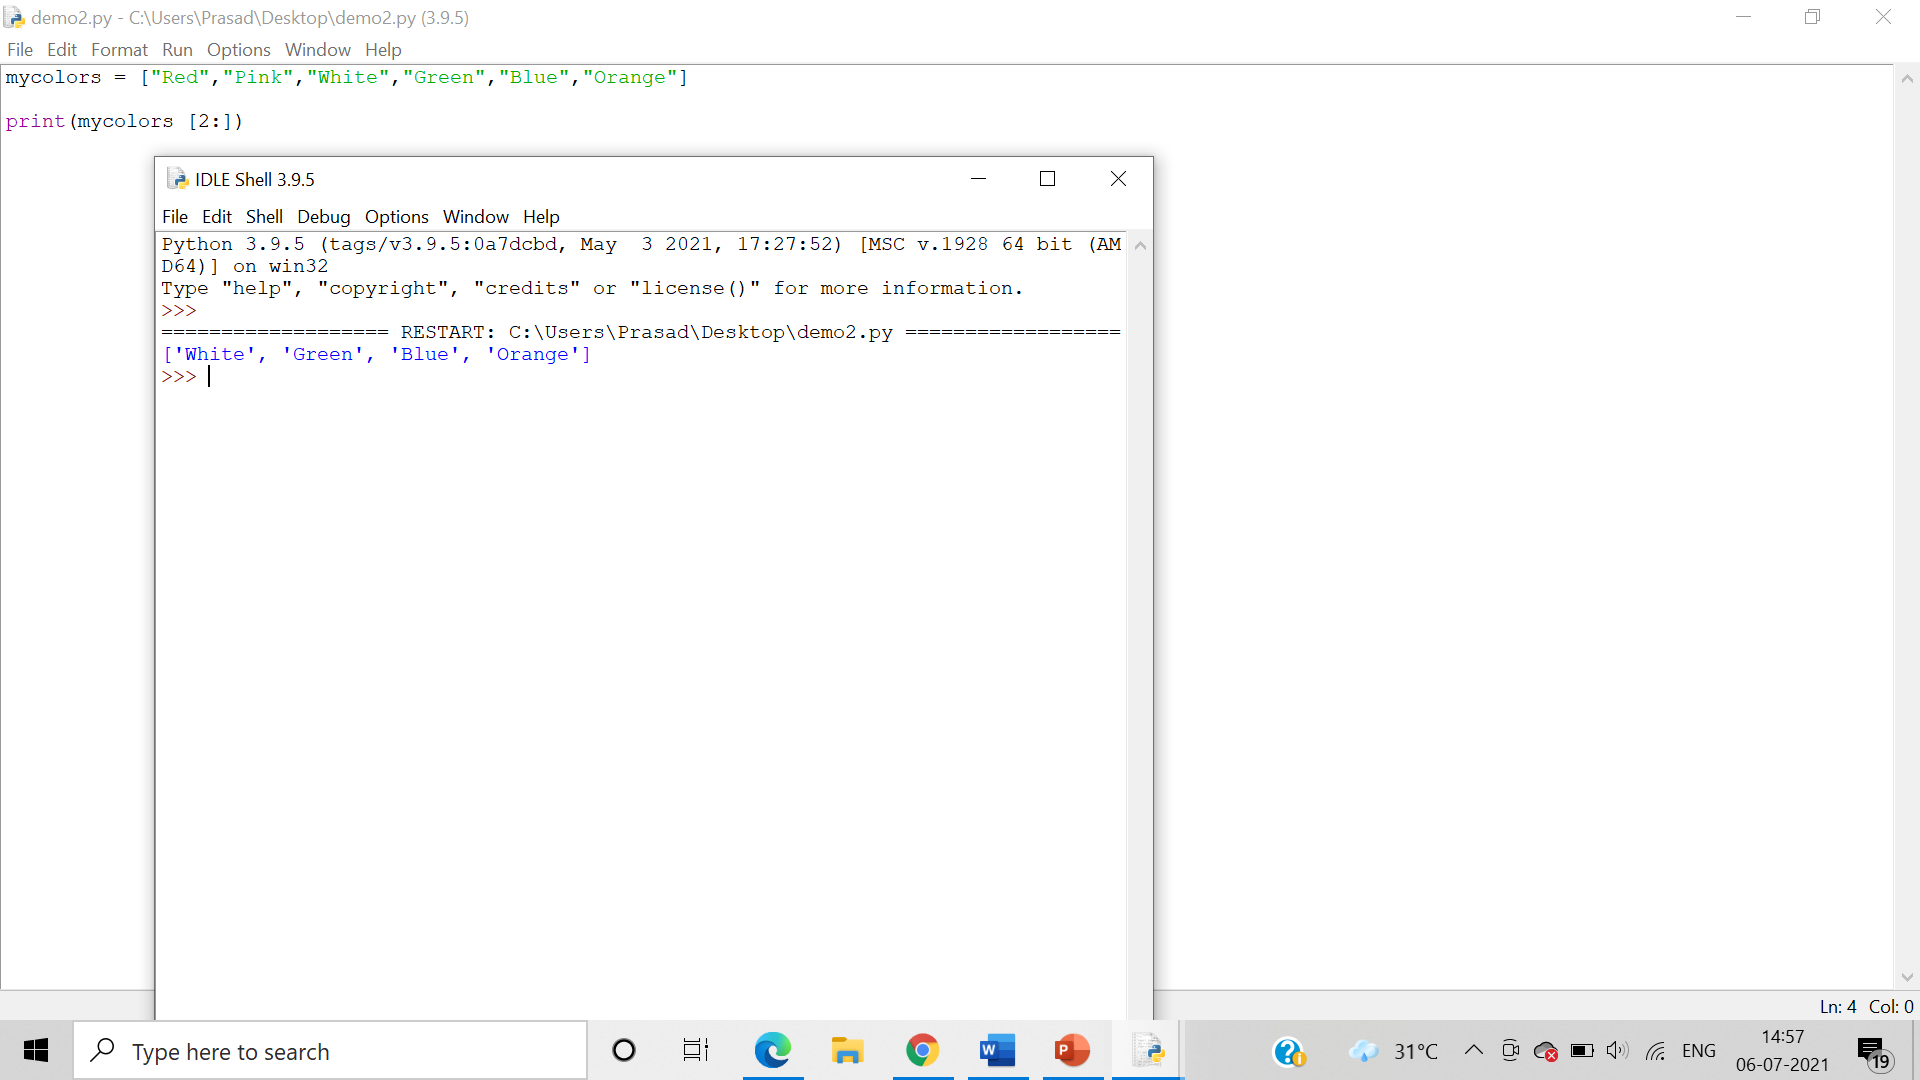 demo2.py - C:\Users\Prasad\Desktop\demo2.py (3.9.5)
File Edit Format Run Options Window Help
mycolors = ["Red","Pink","White","Green","Blue","Orange"]
print(mycolors [2:])
IDLE Shell 3.9.5
File Edit Shell Debug Options Window Help
Python 3.9.5 (tags/v3.9.5:0a7dcbd, May  3 2021, 17:27:52) [MSC v.1928 64 bit (AM
D64)] on win32
Type "help", "copyright", "credits" or "license()" for more information.
>>>
=================== RESTART: C:\Users\Prasad\Desktop\demo2.py ==================
['White', 'Green', 'Blue', 'Orange']
>>>
Ln: 4 Col: 0
Type here to search
W
P
31°C
ENG
14:57
06-07-2021
19